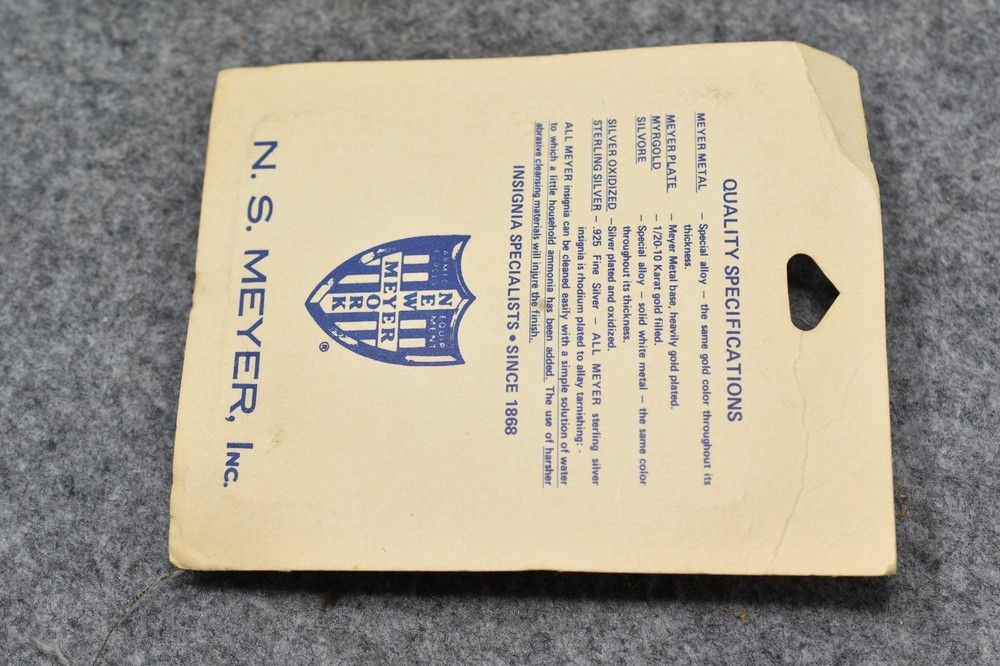 QUALITY SPECIFICATIONS
MEYER METAL – Special alloy – the same gold color throughout its
thickness.
MEYER PLATE – Meyer Metal base, heavily gold plated.
MYRGOLD – 1/20-10 Karat gold filled.
SILVORE – Special alloy – solid white metal – the same color
throughout its thickness.
SILVER OXIDIZED – Silver plated and oxidized.
STERLING SILVER – .925 Fine Silver – ALL MEYER sterling silver
insignia is rhodium plated to allay tarnishing:
ALL MEYER insignia can be cleaned easily with a simple solution of water
to which a little household ammonia has been added. The use of harsher
abrasive cleansing materials will injure the finish.
INSIGNIA SPECIALISTS • SINCE 1868
ARMED FORCES EQUIPMENT
NEW
MEYER
YORK
®
N. S. MEYER, INC.